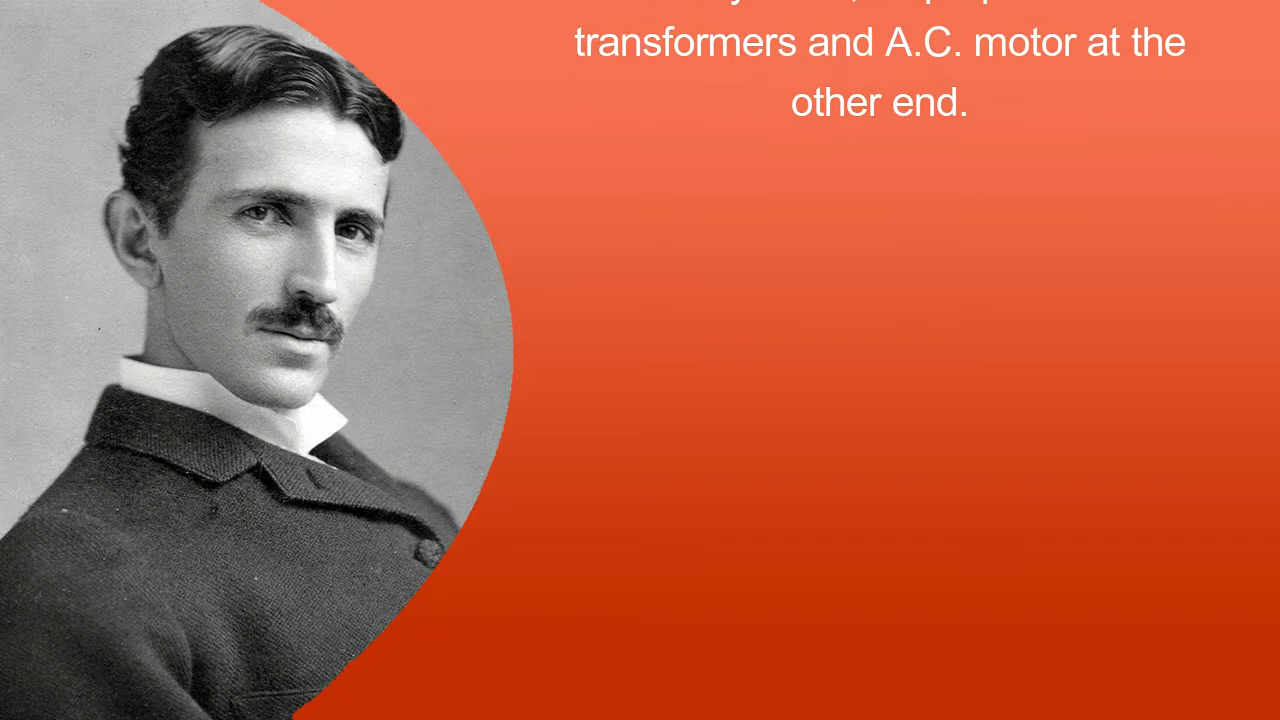 transformers and A.C. motor at the
other end.